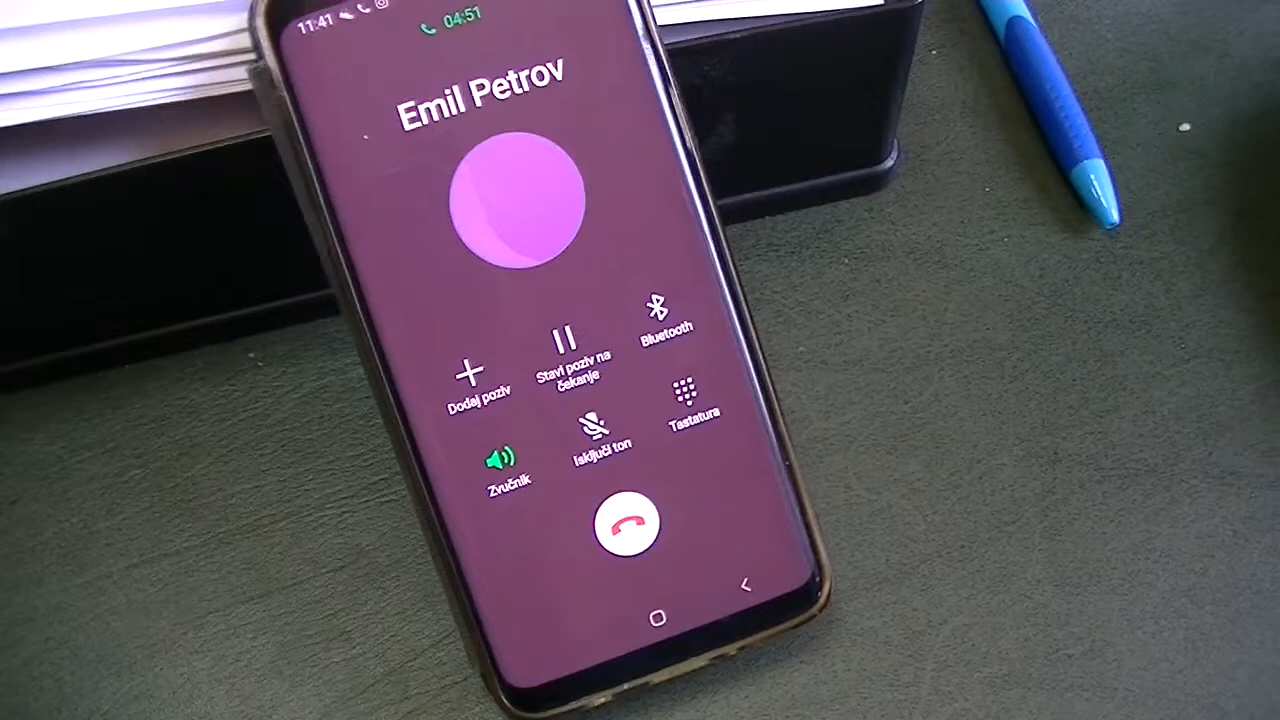 11:41
04:51
Emil Petrov
Dodaj poziv
Stavi poziv na
čekanje
Bluetooth
Zvučnik
Isključi ton
Tastatura